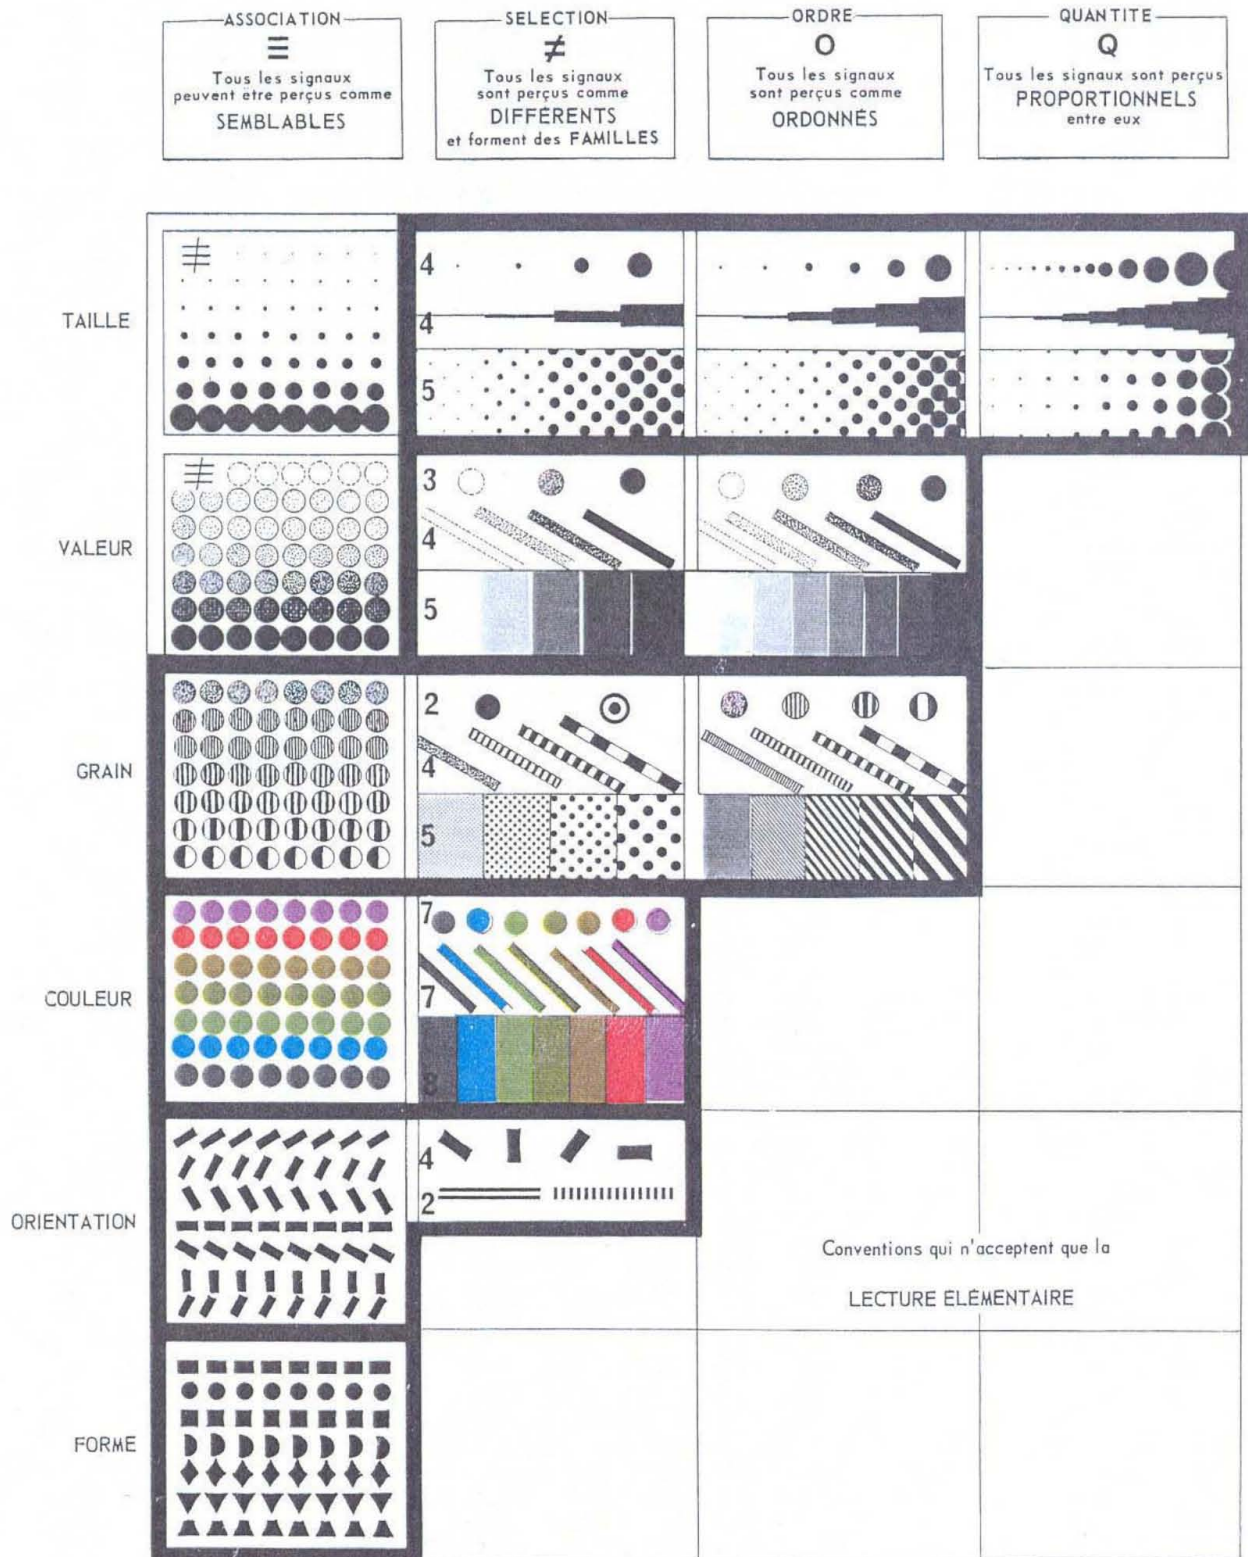 ASSOCIATION
≡
Tous les signaux
peuvent être perçus comme
SEMBLABLES
SELECTION
≠
Tous les signaux
sont perçus comme
DIFFÉRENTS
et forment des FAMILLES
ORDRE
O
Tous les signaux
sont perçus comme
ORDONNÉS
QUANTITE
Q
Tous les signaux sont perçus
PROPORTIONNELS
entre eux
TAILLE
≢
4
4
5
VALEUR
≢
3
4
5
GRAIN
2
4
5
COULEUR
7
7
8
ORIENTATION
4
2
Conventions qui n'acceptent que la
LECTURE ÉLÉMENTAIRE
FORME